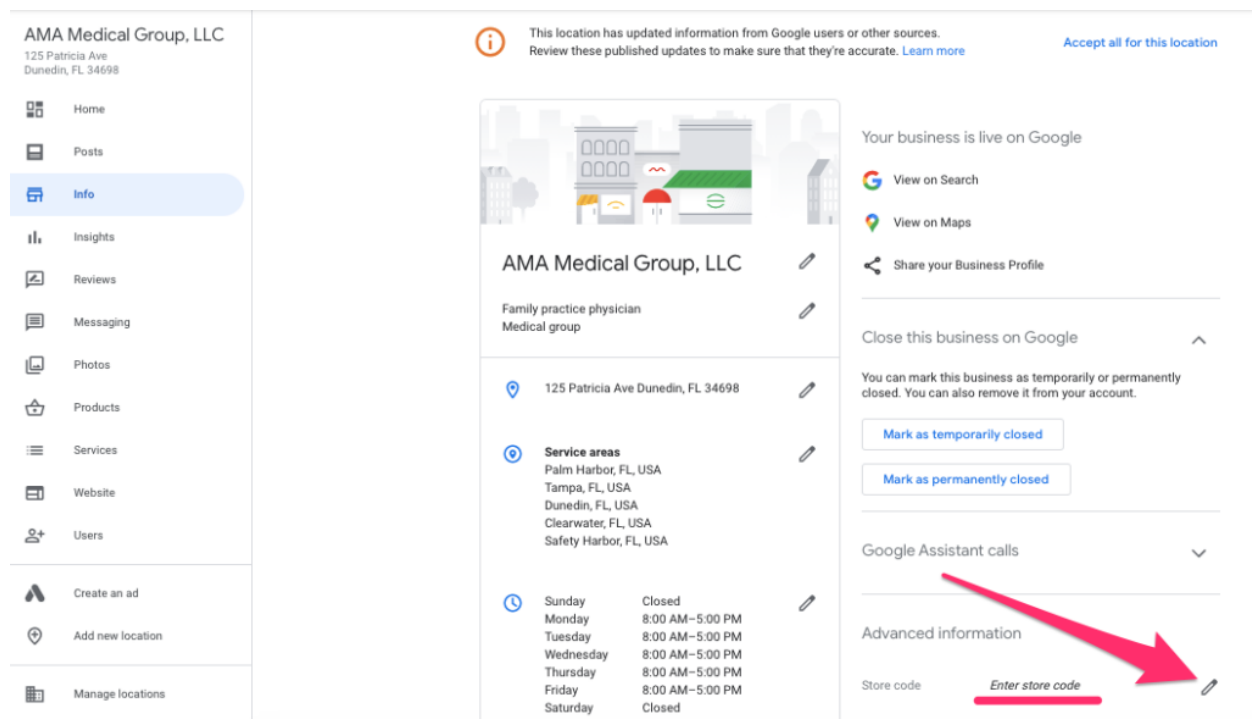 AMA Medical Group, LLC
125 Patricia Ave
Dunedin, FL 34698
Home
Posts
Info
Insights
Reviews
Messaging
Photos
Products
Services
Website
Users
Create an ad
Add new location
Manage locations
This location has updated information from Google users or other sources.
Review these published updates to make sure that they're accurate. Learn more
Accept all for this location
AMA Medical Group, LLC
Family practice physician
Medical group
125 Patricia Ave Dunedin, FL 34698
Service areas
Palm Harbor, FL, USA
Tampa, FL, USA
Dunedin, FL, USA
Clearwater, FL, USA
Safety Harbor, FL, USA
Sunday Closed
Monday 8:00 AM–5:00 PM
Tuesday 8:00 AM–5:00 PM
Wednesday 8:00 AM–5:00 PM
Thursday 8:00 AM–5:00 PM
Friday 8:00 AM–5:00 PM
Saturday Closed
Your business is live on Google
View on Search
View on Maps
Share your Business Profile
Close this business on Google
You can mark this business as temporarily or permanently
closed. You can also remove it from your account.
Mark as temporarily closed
Mark as permanently closed
Google Assistant calls
Advanced information
Store code Enter store code